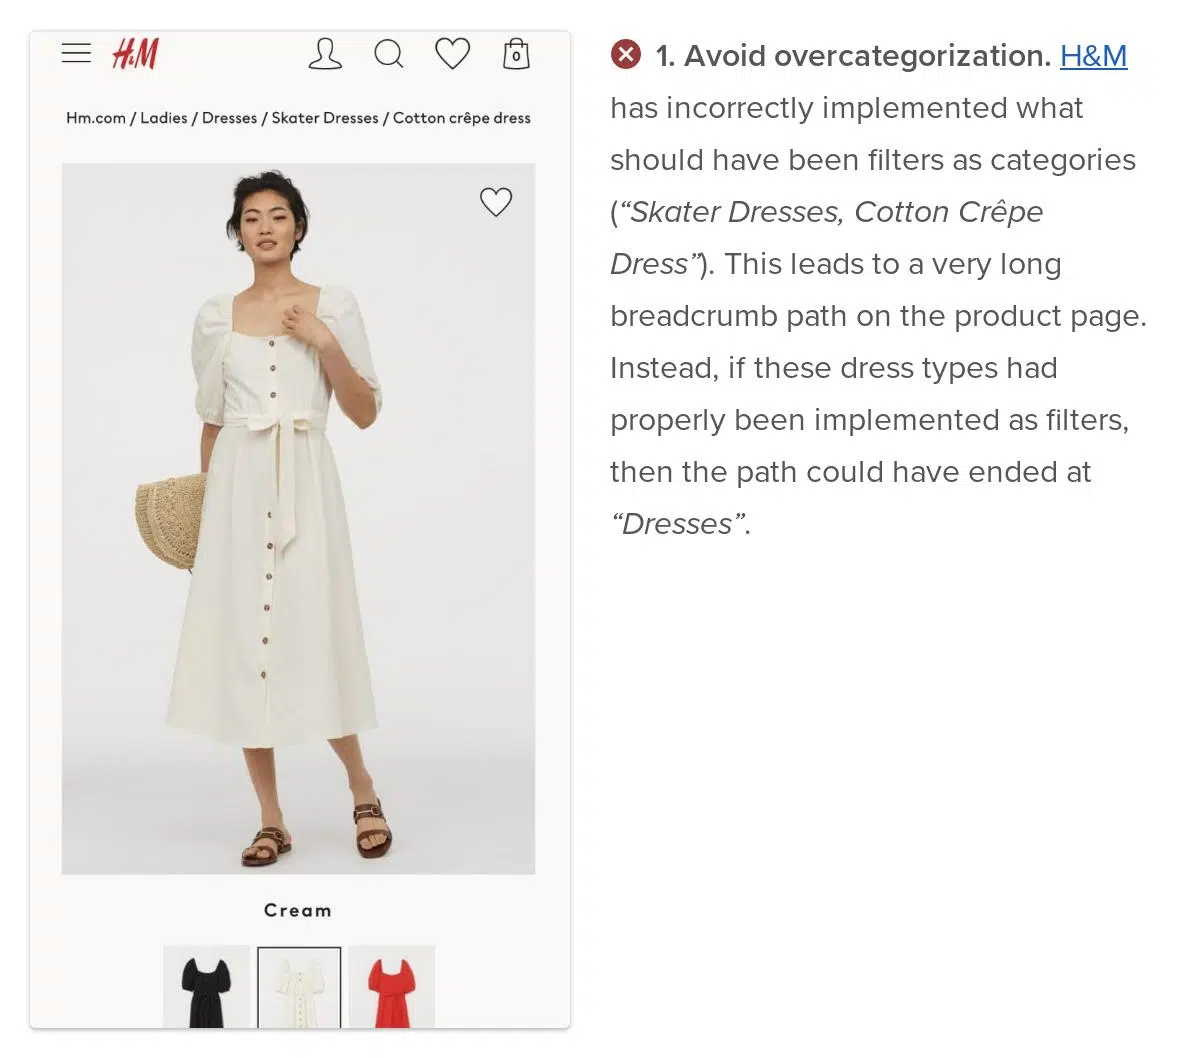 H&M
0
Hm.com / Ladies / Dresses / Skater Dresses / Cotton crêpe dress
Cream
1. Avoid overcategorization. H&M
has incorrectly implemented what
should have been filters as categories
(“Skater Dresses, Cotton Crêpe
Dress”). This leads to a very long
breadcrumb path on the product page.
Instead, if these dress types had
properly been implemented as filters,
then the path could have ended at
“Dresses”.